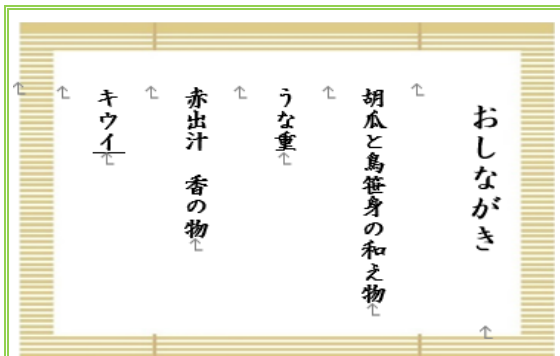 おしながき
胡瓜と鳥笹身の和え物
うな重
赤出汁　香の物
キウイ